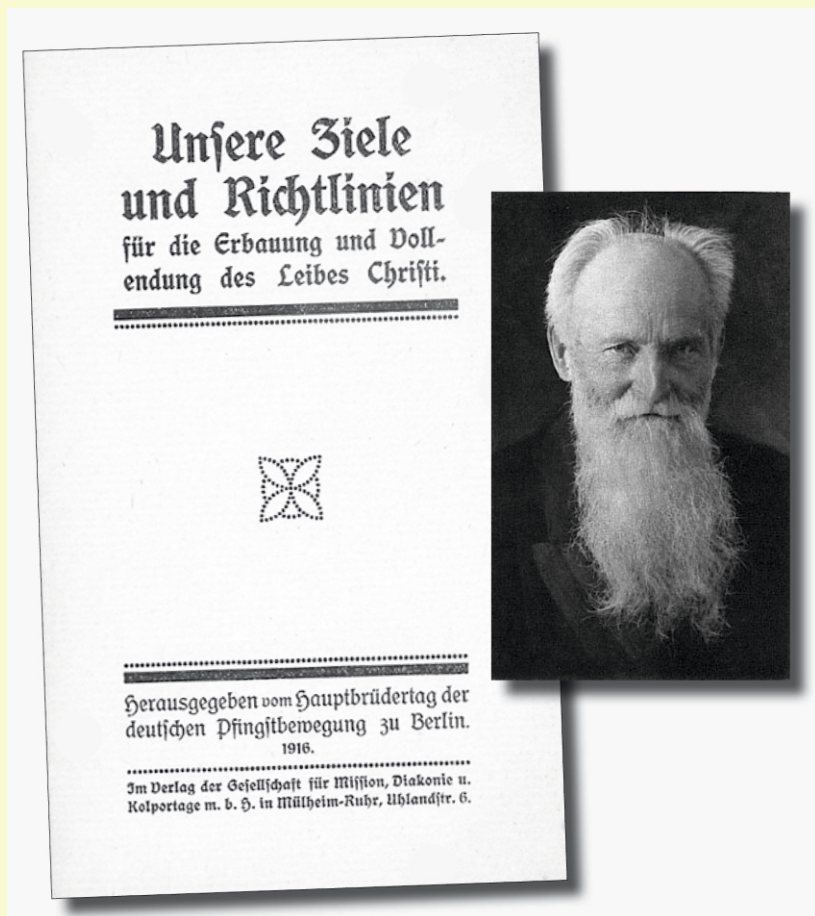 Unsere Ziele
und Richtlinien
für die Erbauung und Voll-
endung des Leibes Christi.
Herausgegeben vom Hauptbrüdertag der
deutschen Pfingstbewegung zu Berlin.
1916.
Im Verlag der Gesellschaft für Mission, Diakonie u.
Kolportage m. b. H. in Mülheim-Ruhr, Uhlandstr. 6.